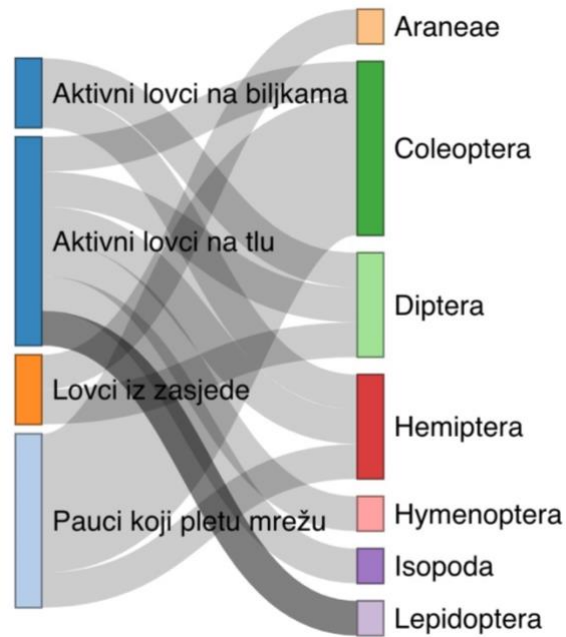 Aktivni lovci na biljkama
Aktivni lovci na tlu
Lovci iz zasjede
Pauci koji pletu mrežu
Araneae
Coleoptera
Diptera
Hemiptera
Hymenoptera
Isopoda
Lepidoptera